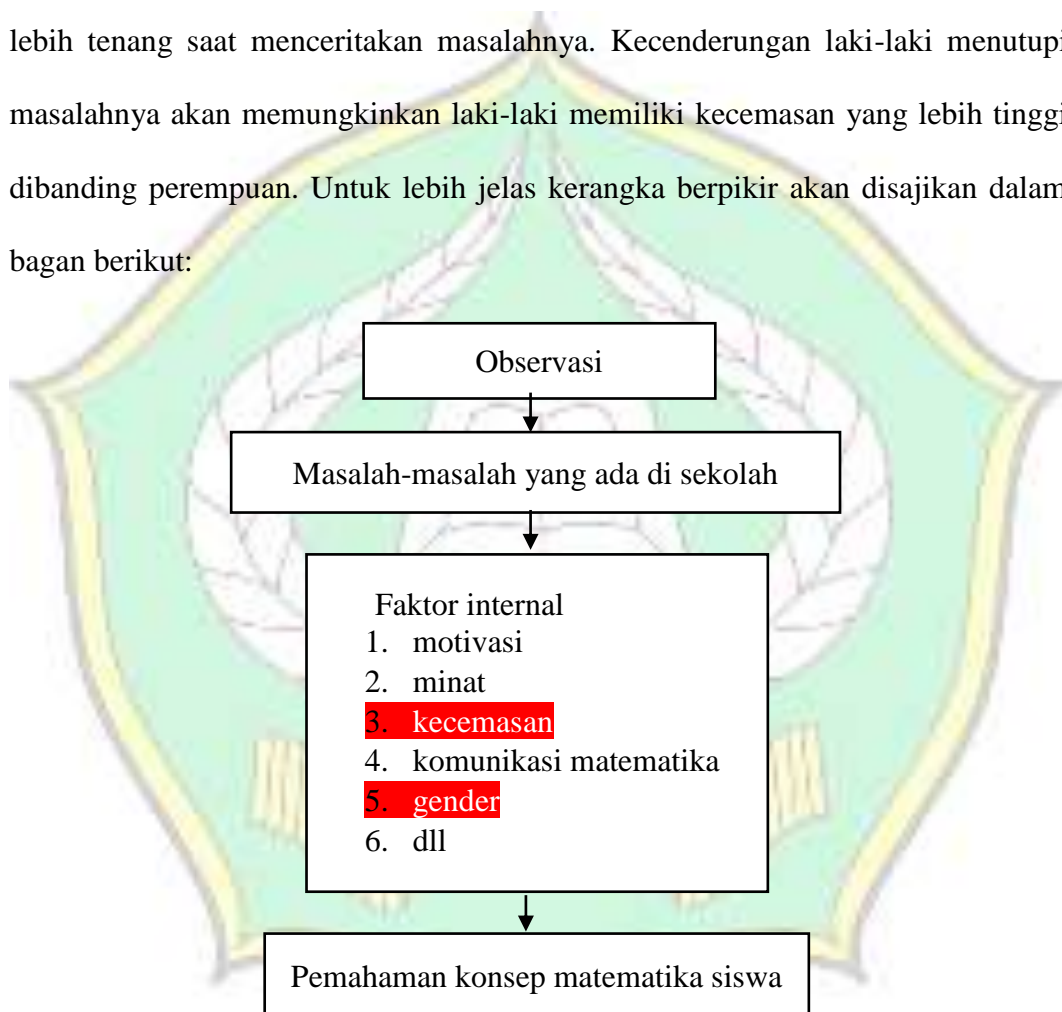 lebih tenang saat menceritakan masalahnya. Kecenderungan laki-laki menutupi
masalahnya akan memungkinkan laki-laki memiliki kecemasan yang lebih tinggi
dibanding perempuan. Untuk lebih jelas kerangka berpikir akan disajikan dalam
bagan berikut:
Observasi
Masalah-masalah yang ada di sekolah
Faktor internal
1. motivasi
2. minat
3. kecemasan
4. komunikasi matematika
5. gender
6. dll
Pemahaman konsep matematika siswa